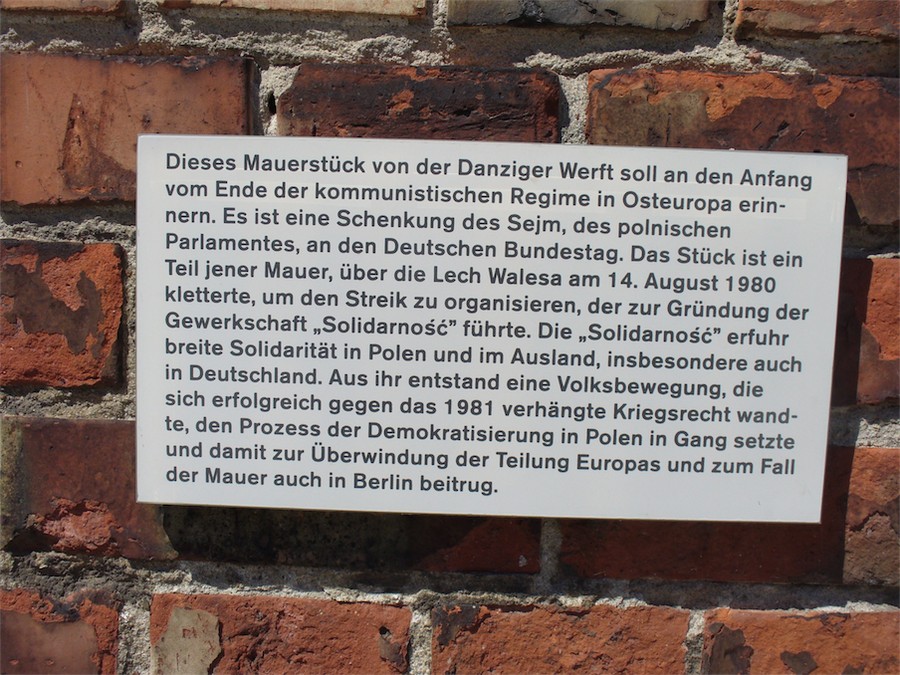 Dieses Mauerstück von der Danziger Werft soll an den Anfang
vom Ende der kommunistischen Regime in Osteuropa erin-
nern. Es ist eine Schenkung des Sejm, des polnischen
Parlamentes, an den Deutschen Bundestag. Das Stück ist ein
Teil jener Mauer, über die Lech Walesa am 14. August 1980
kletterte, um den Streik zu organisieren, der zur Gründung der
Gewerkschaft „Solidarność” führte. Die „Solidarność” erfuhr
breite Solidarität in Polen und im Ausland, insbesondere auch
in Deutschland. Aus ihr entstand eine Volksbewegung, die
sich erfolgreich gegen das 1981 verhängte Kriegsrecht wand-
te, den Prozess der Demokratisierung in Polen in Gang setzte
und damit zur Überwindung der Teilung Europas und zum Fall
der Mauer auch in Berlin beitrug.